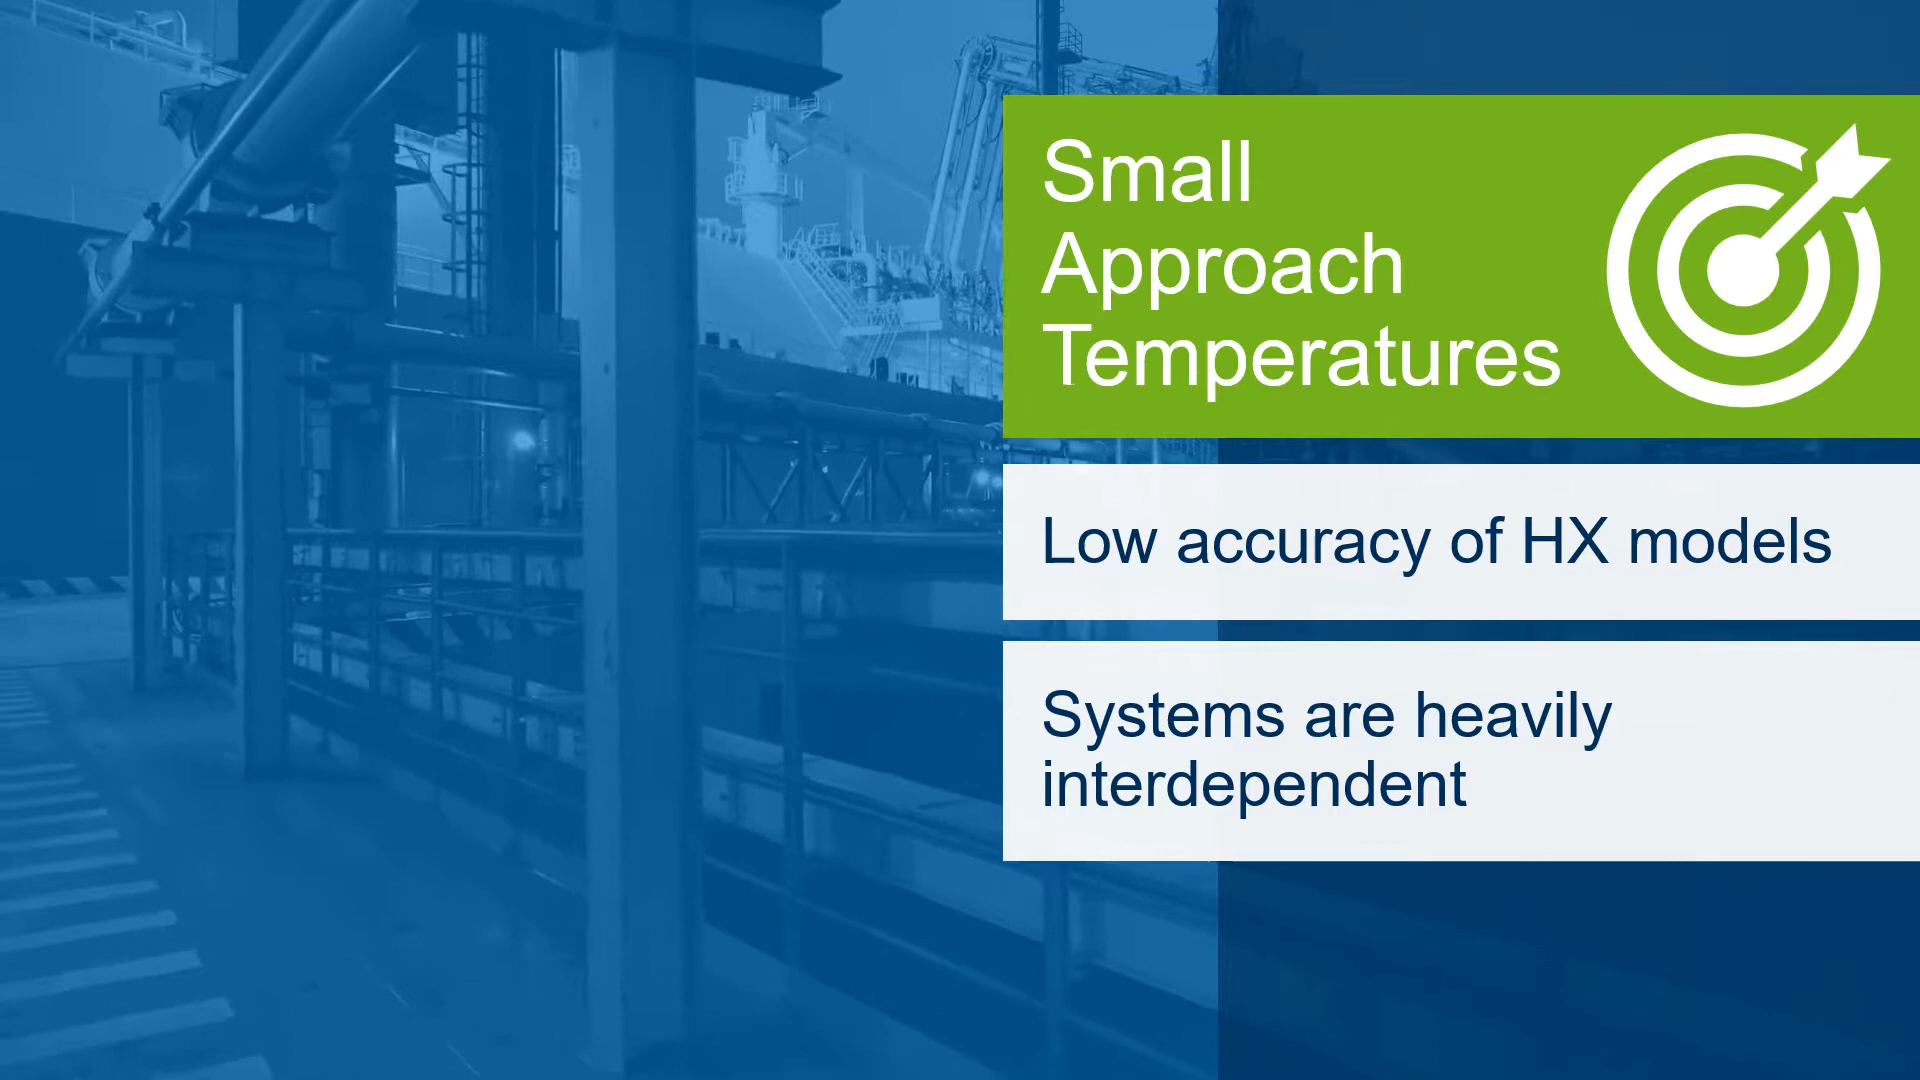 Small
Approach
Temperatures
Low accuracy of HX models
Systems are heavily
interdependent